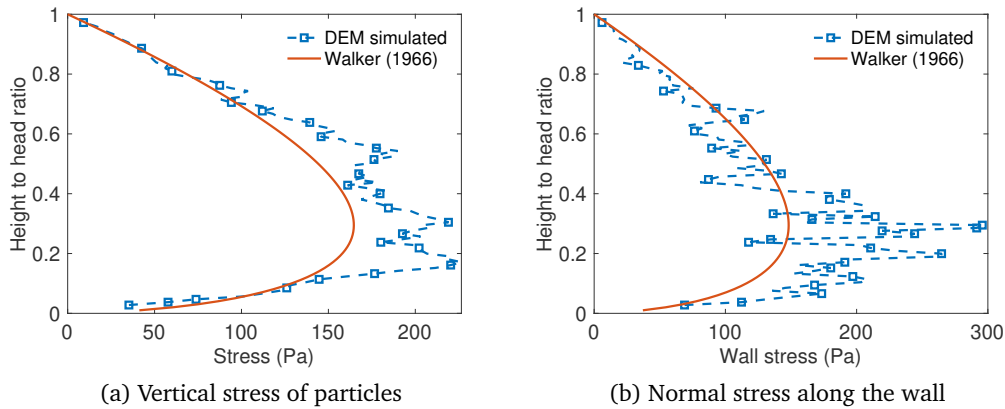 1
0.8
0.6
0.4
0.2
0
Height to head ratio
DEM simulated
Walker (1966)
0 50 100 150 200
Stress (Pa)
(a) Vertical stress of particles
1
0.8
0.6
0.4
0.2
0
Height to head ratio
DEM simulated
Walker (1966)
0 100 200 300
Wall stress (Pa)
(b) Normal stress along the wall